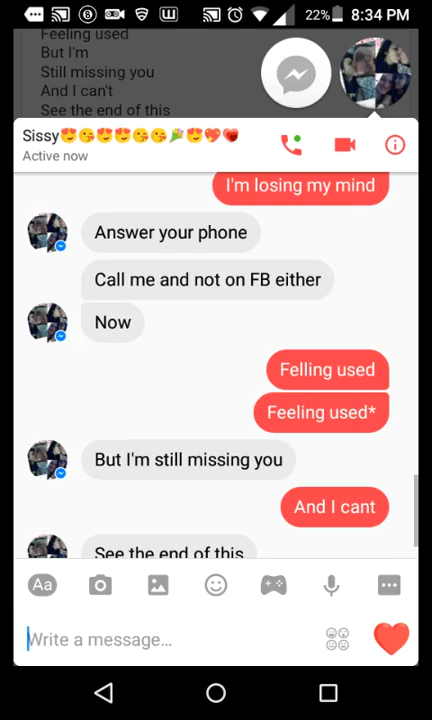 22% 8:34 PM
Feeling used
But I'm
Still missing you
And I can't
See the end of this
Sissy😍😘😍😍😘😘🎉😍💖❤
Active now
I'm losing my mind
Answer your phone
Call me and not on FB either
Now
Felling used
Feeling used*
But I'm still missing you
And I cant
See the end of this
Aa
Write a message...